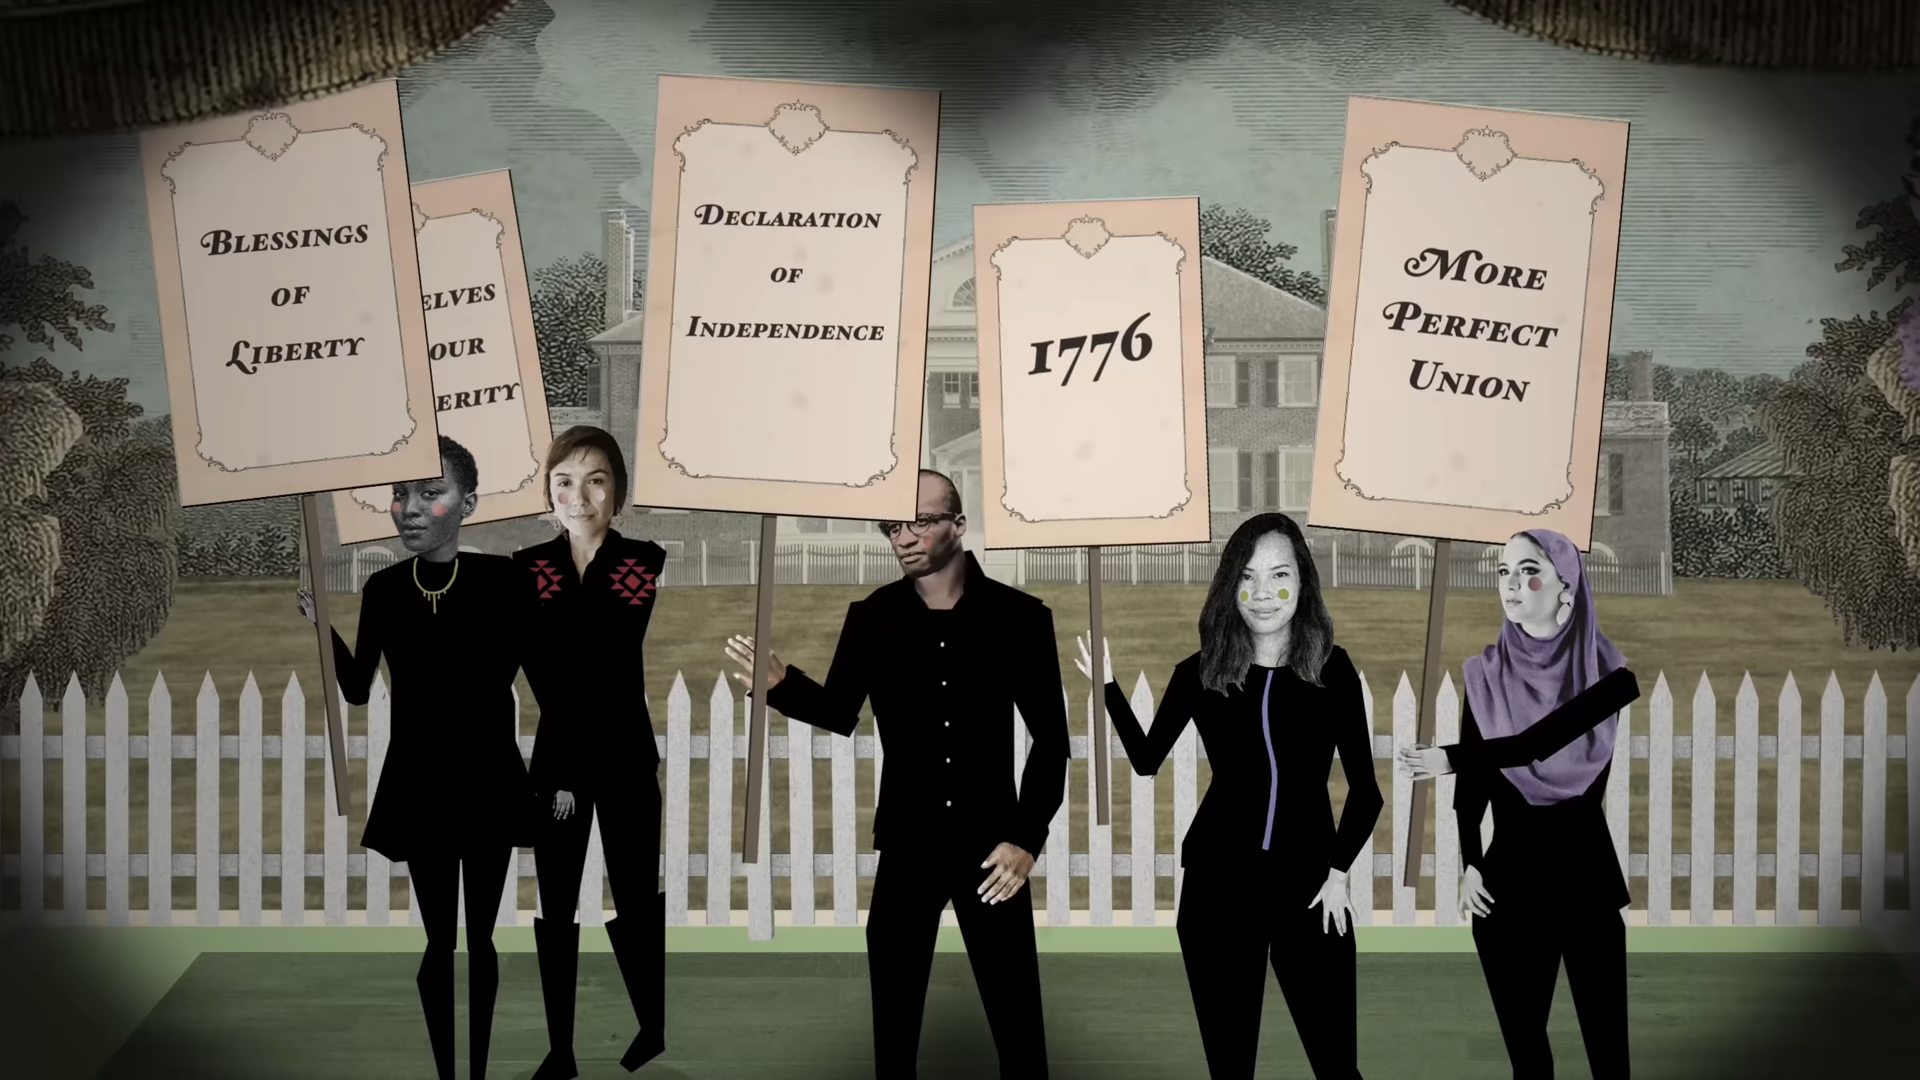 Blessings
of
Liberty
elves
our
erity
Declaration
of
Independence
1776
More
Perfect
Union